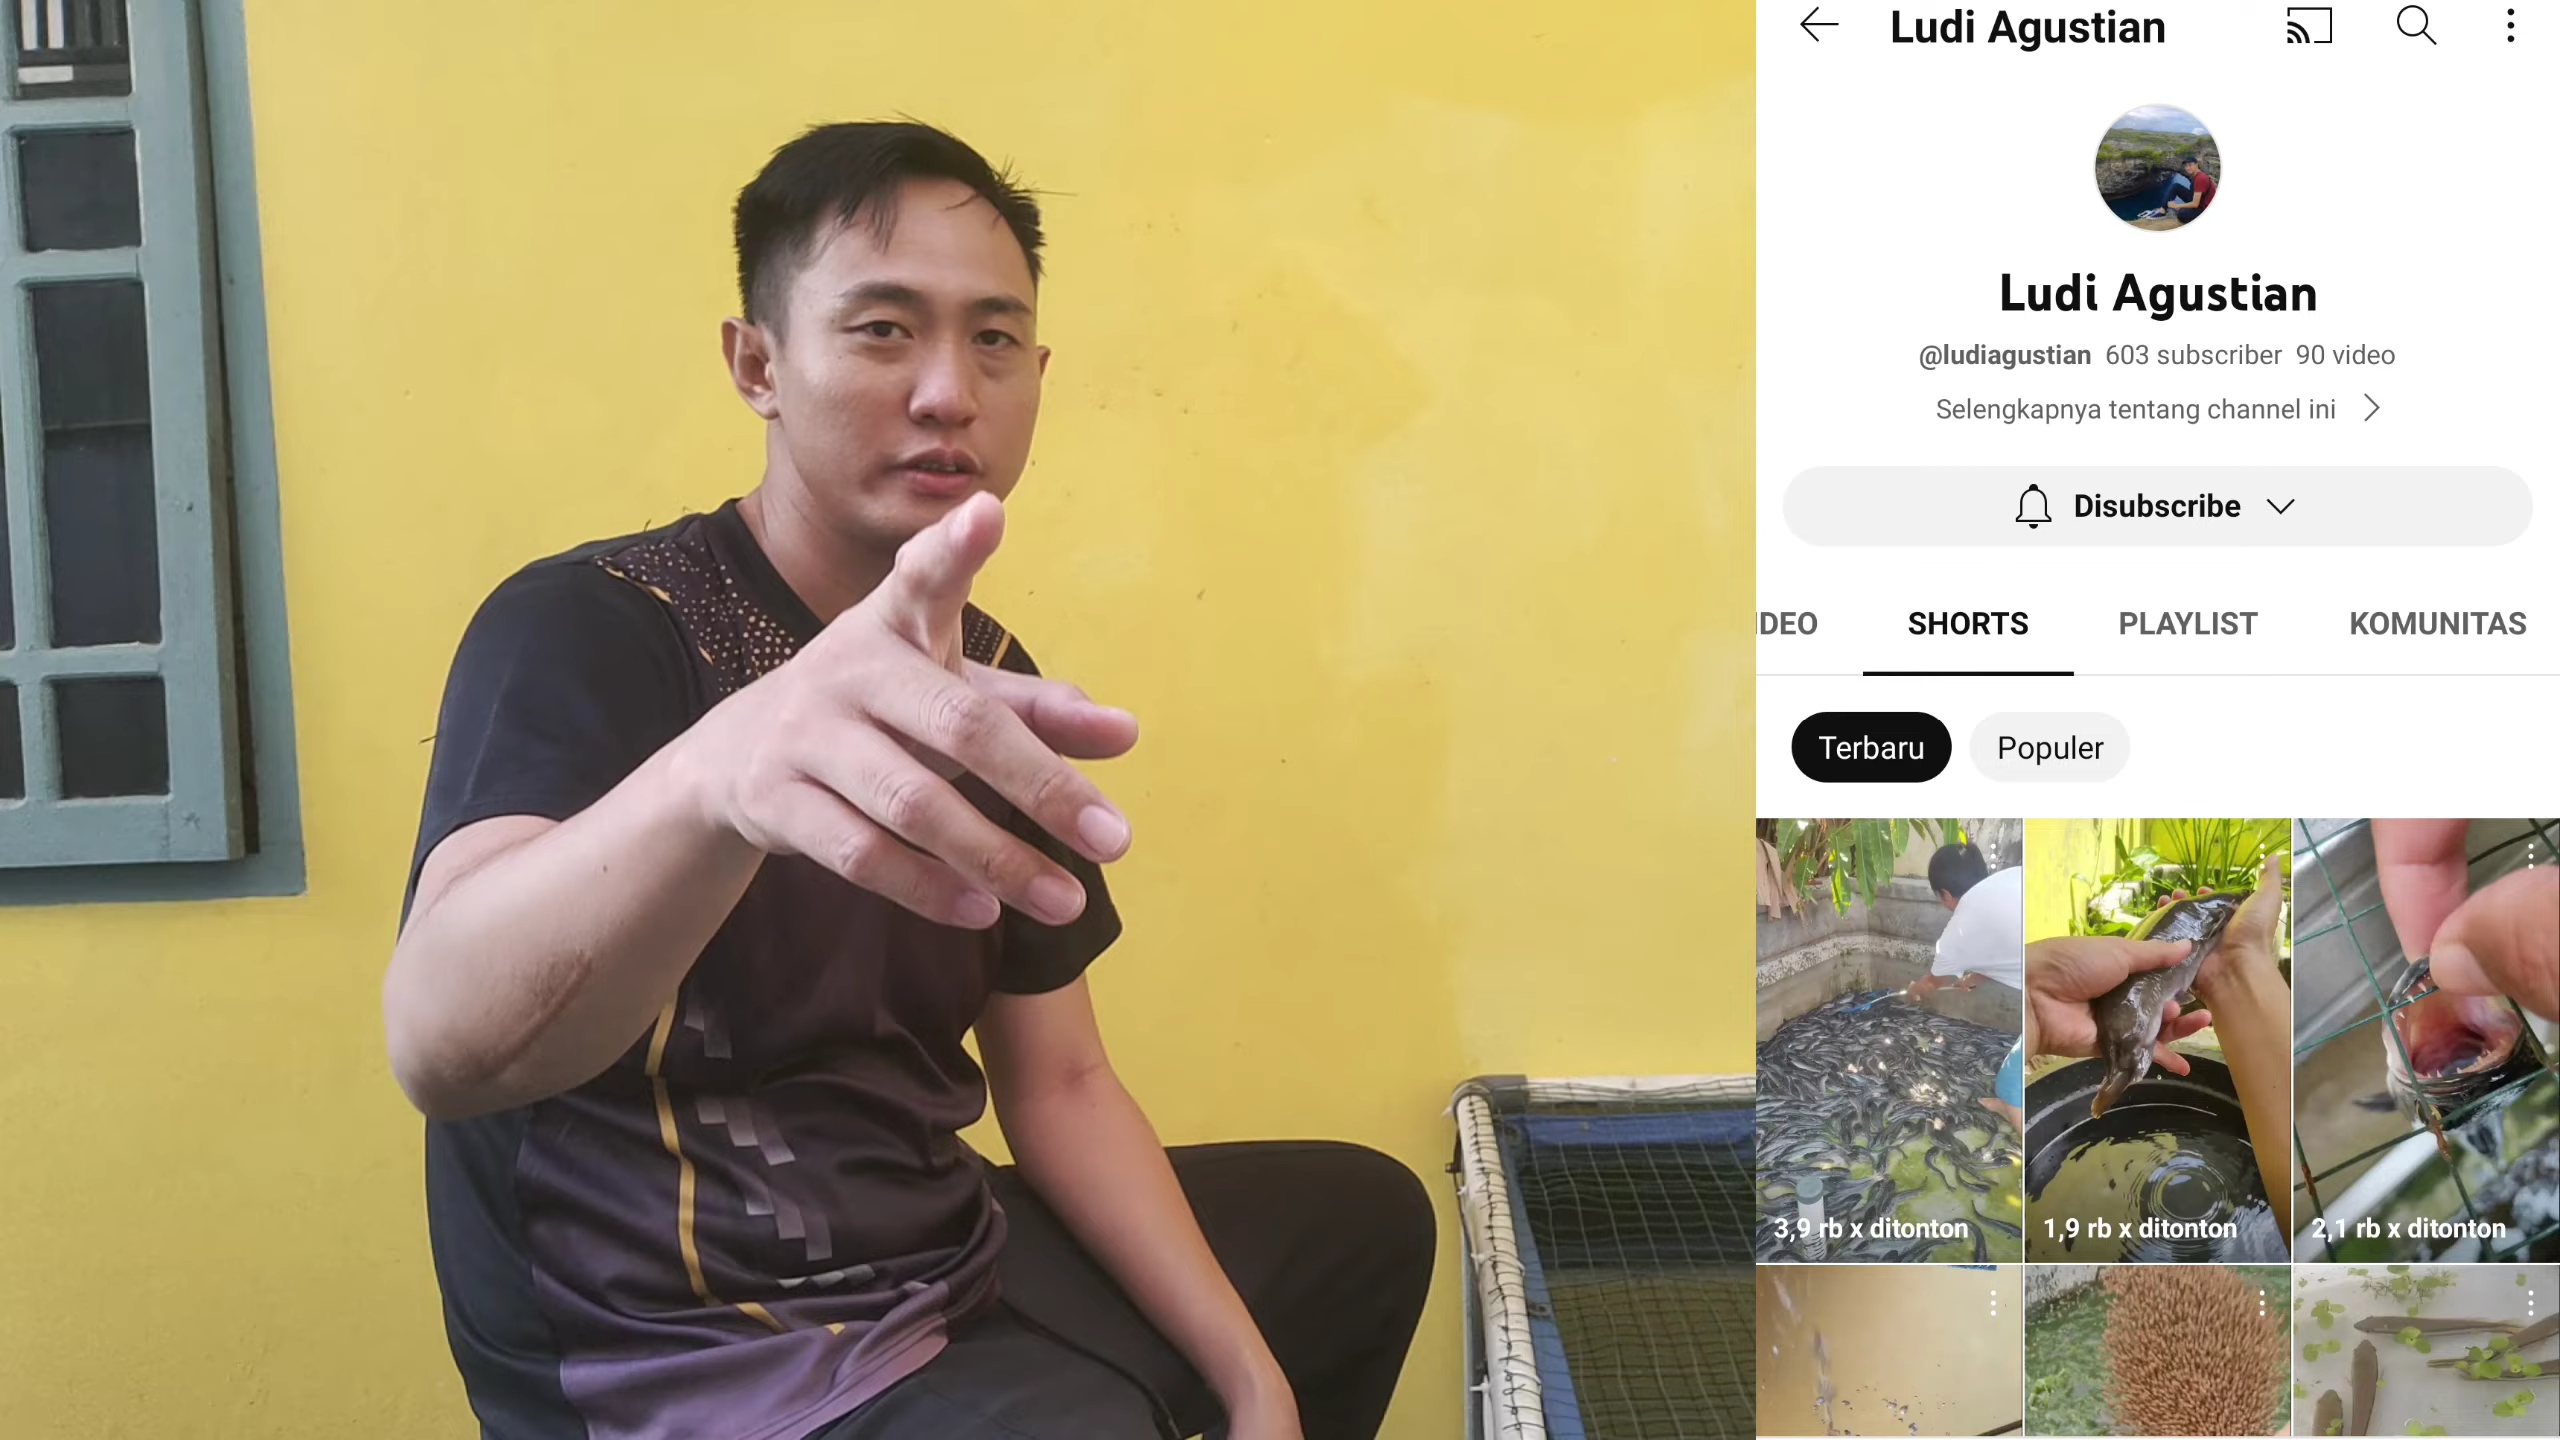 Ludi Agustian
Ludi Agustian
@ludiagustian 603 subscriber 90 video
Selengkapnya tentang channel ini
Disubscribe
IDEO SHORTS PLAYLIST KOMUNITAS
Terbaru Populer
3,9 rb x ditonton 1,9 rb x ditonton 2,1 rb x ditonton